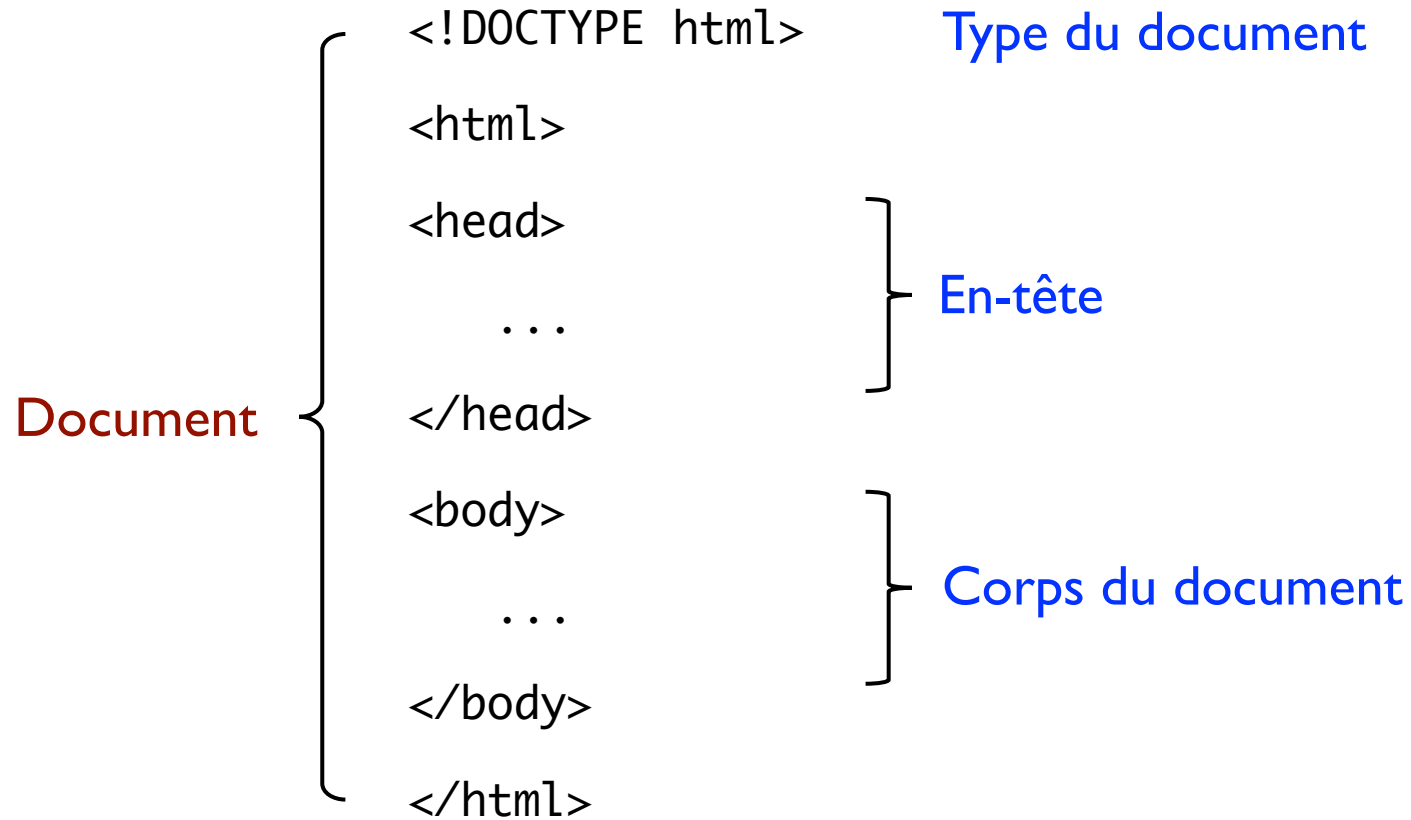 <!DOCTYPE html> Type du document
<html>
<head>
En-tête
...
Document </head>
<body>
Corps du document
...
</body>
</html>